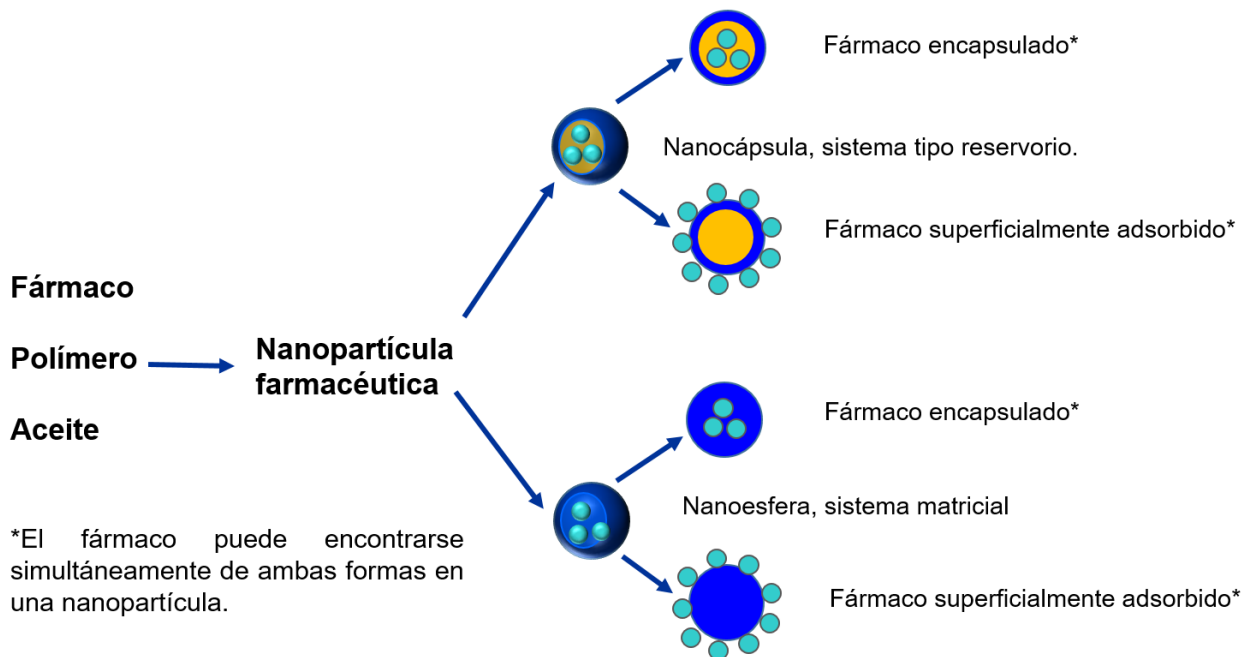 Fármaco encapsulado*
Nanocápsula, sistema tipo reservorio.
Fármaco superficialmente adsorbido*
Fármaco
Polímero
Aceite
Nanopartícula
farmacéutica
Fármaco encapsulado*
Nanoesfera, sistema matricial
Fármaco superficialmente adsorbido*
*El fármaco puede encontrarse
simultáneamente de ambas formas en
una nanopartícula.